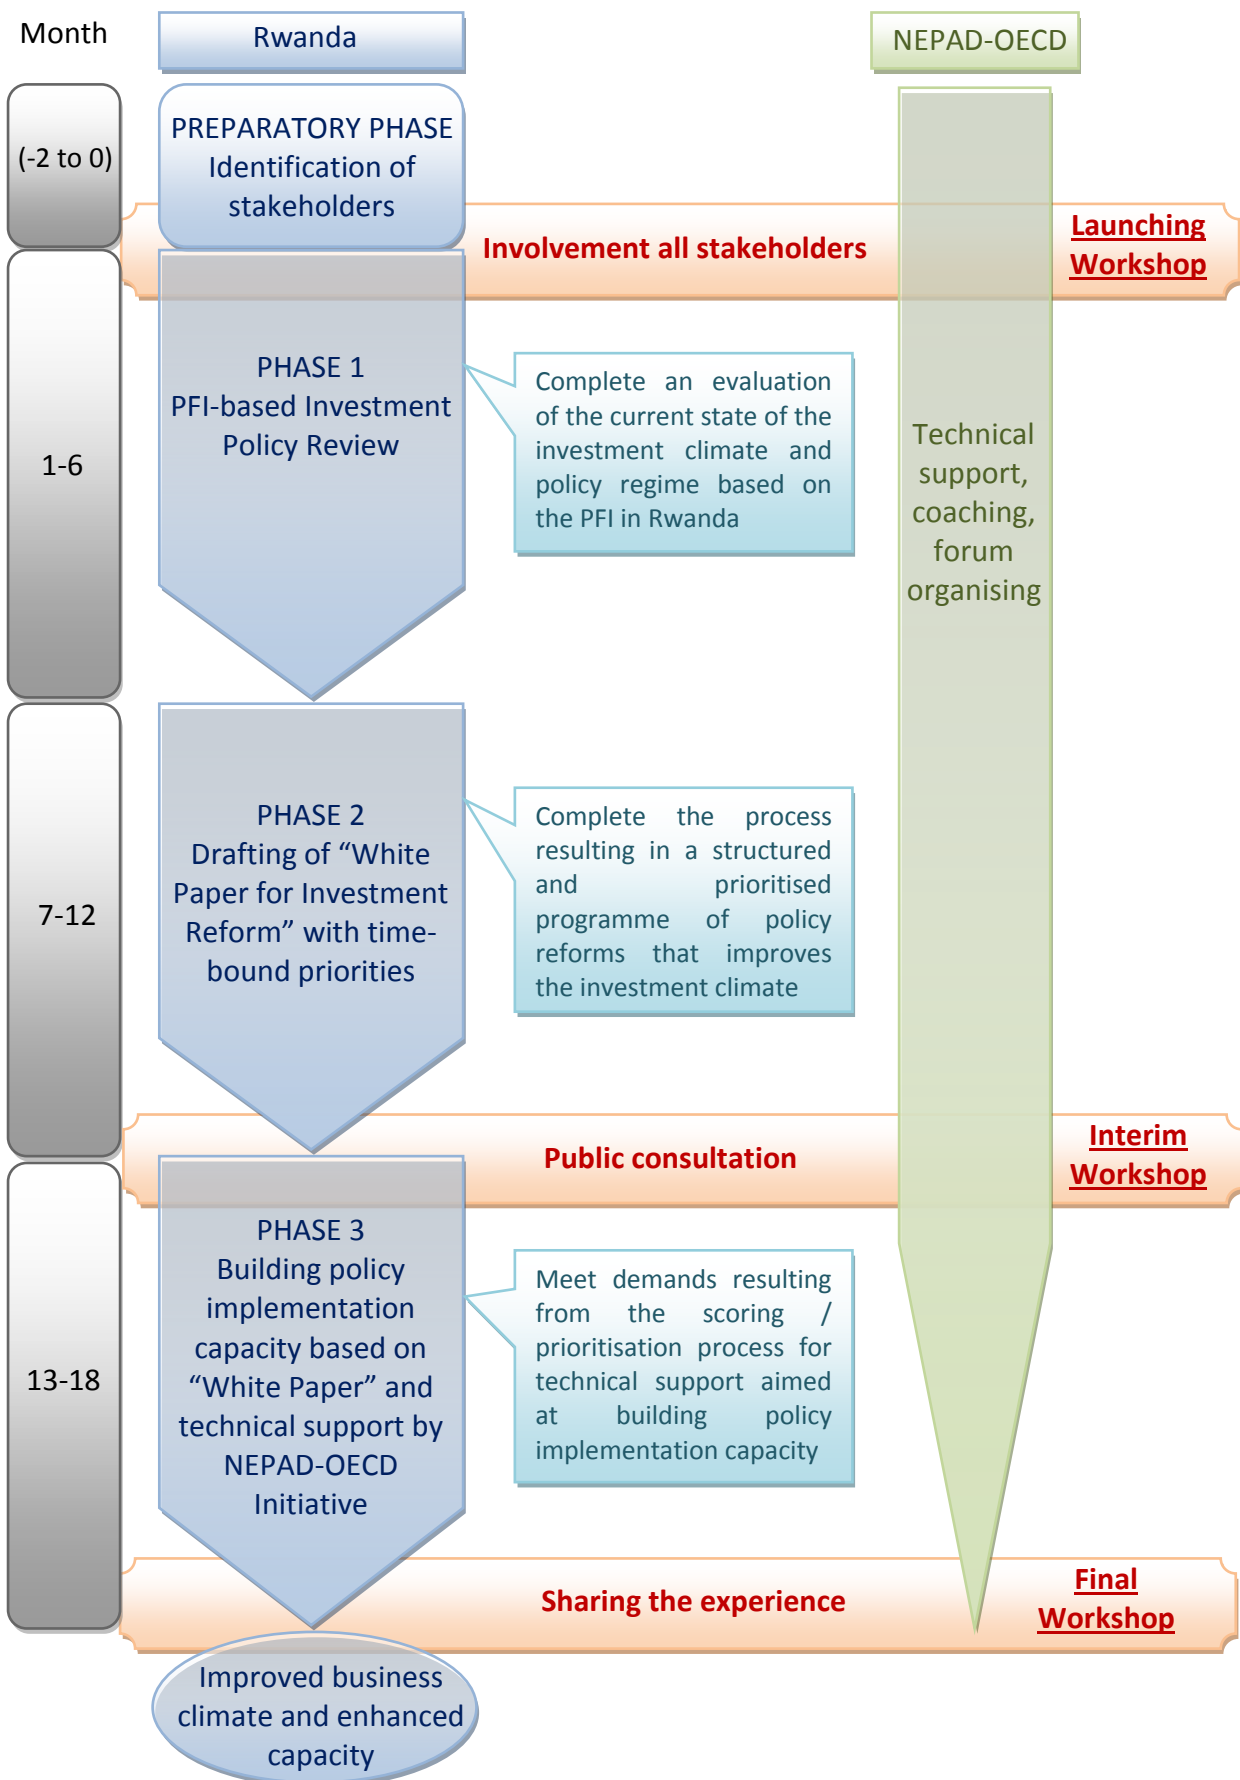 Month
Rwanda
NEPAD-OECD
(-2 to 0)
PREPARATORY PHASE
Identification of
stakeholders
Involvement all stakeholders
Launching
Workshop
1-6
PHASE 1
PFI-based Investment
Policy Review
Complete an evaluation
of the current state of the
investment climate and
policy regime based on
the PFI in Rwanda
Technical
support,
coaching,
forum
organising
7-12
PHASE 2
Drafting of “White
Paper for Investment
Reform” with time-
bound priorities
Complete the process
resulting in a structured
and prioritised
programme of policy
reforms that improves
the investment climate
Public consultation
Interim
Workshop
13-18
PHASE 3
Building policy
implementation
capacity based on
“White Paper” and
technical support by
NEPAD-OECD
Initiative
Meet demands resulting
from the scoring /
prioritisation process for
technical support aimed
at building policy
implementation capacity
Sharing the experience
Final
Workshop
Improved business
climate and enhanced
capacity